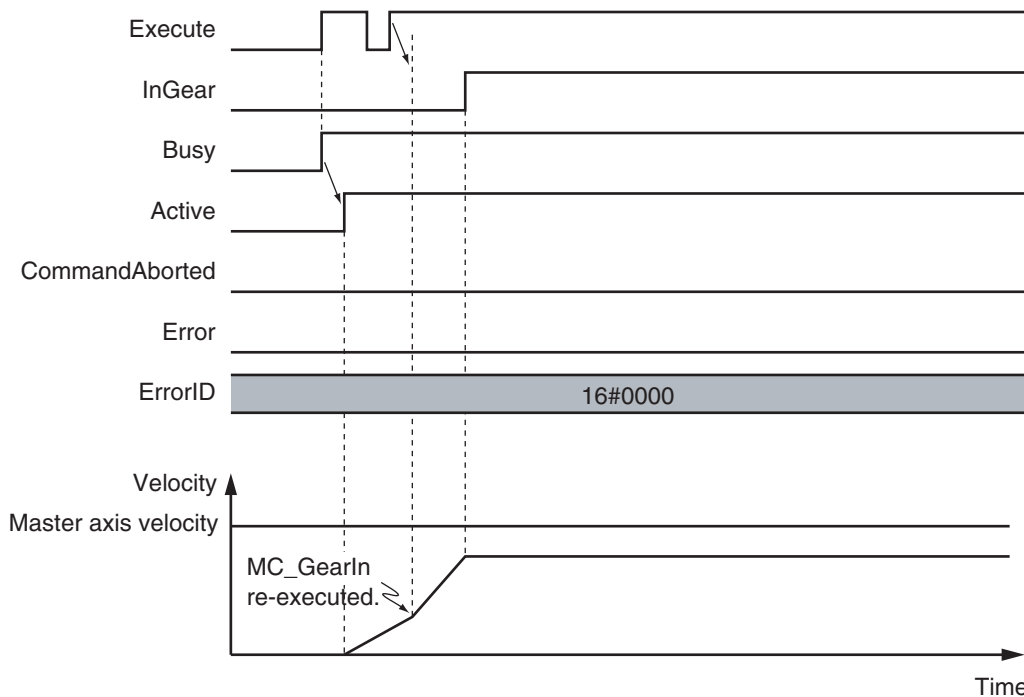 Execute
InGear
Busy
Active
CommandAborted
Error
ErrorID
16#0000
Velocity
Master axis velocity
MC_GearIn
re-executed.
Time